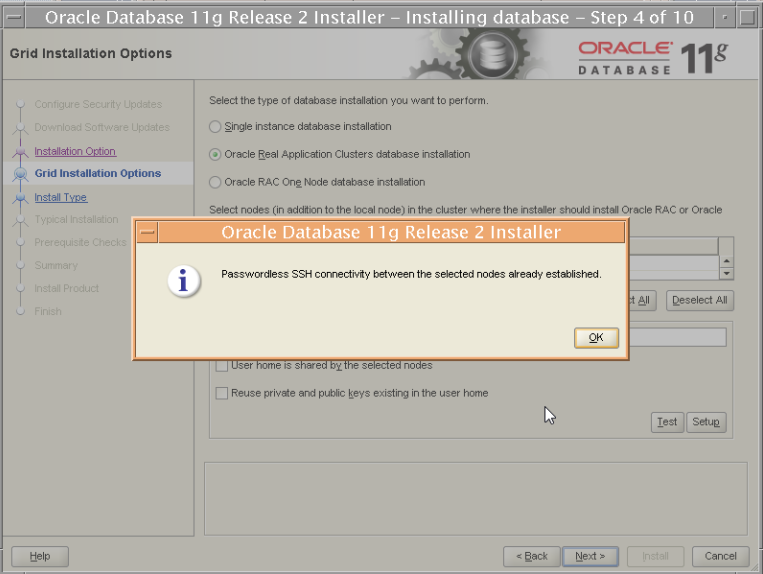 Oracle Database 11g Release 2 Installer – Installing database – Step 4 of 10
Grid Installation Options
ORACLE
DATABASE
11g
Configure Security Updates
Download Software Updates
Installation Option
Grid Installation Options
Install Type
Typical Installation
Prerequisite Checks
Summary
Install Product
Finish
Select the type of database installation you want to perform.
Single instance database installation
Oracle Real Application Clusters database installation
Oracle RAC One Node database installation
Select nodes (in addition to the local node) in the cluster where the installer should install Oracle RAC or Oracle
Oracle Database 11g Release 2 Installer
i
Passwordless SSH connectivity between the selected nodes already established.
OK
All
Deselect All
User home is shared by the selected nodes
Reuse private and public keys existing in the user home
Test
Setup
Help
< Back
Next >
Install
Cancel